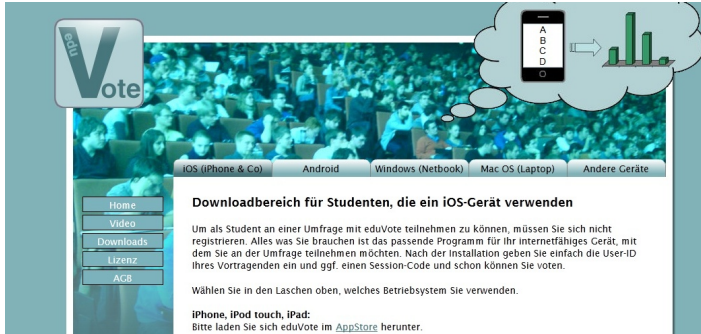 edu
Vote
A
B
C
D
iOS (iPhone & Co)
Android
Windows (Netbook)
Mac OS (Laptop)
Andere Geräte
Home
Video
Downloads
Lizenz
AGB
Downloadbereich für Studenten, die ein iOS-Gerät verwenden
Um als Student an einer Umfrage mit eduVote teilnehmen zu können, müssen Sie sich nicht
registrieren. Alles was Sie brauchen ist das passende Programm für Ihr internetfähiges Gerät, mit
dem Sie an der Umfrage teilnehmen möchten. Nach der Installation geben Sie einfach die User-ID
Ihres Vortragenden ein und ggf. einen Session-Code und schon können Sie voten.
Wählen Sie in den Laschen oben, welches Betriebsystem Sie verwenden.
iPhone, iPod touch, iPad:
Bitte laden Sie sich eduVote im AppStore herunter.